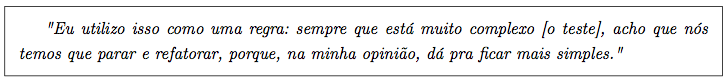 "Eu utilizo isso como uma regra: sempre que está muito complexo [o teste], acho que nós
temos que parar e refatorar, porque, na minha opinião, dá pra ficar mais simples."